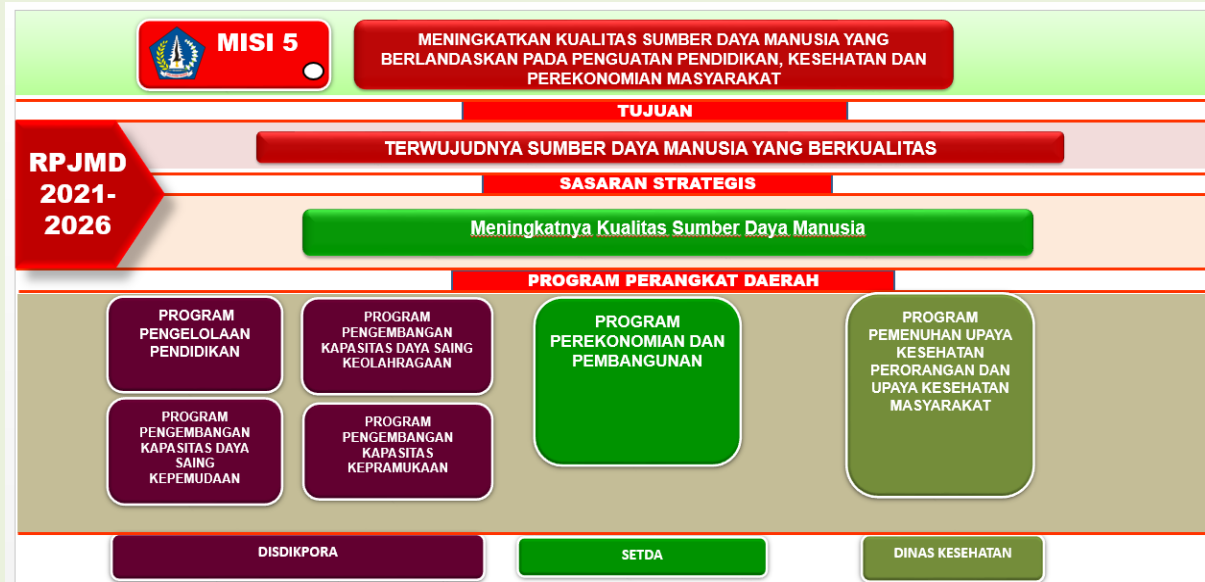 MISI 5
MENINGKATKAN KUALITAS SUMBER DAYA MANUSIA YANG
BERLANDASKAN PADA PENGUATAN PENDIDIKAN, KESEHATAN DAN
PEREKONOMIAN MASYARAKAT
TUJUAN
RPJMD
2021-
2026
TERWUJUDNYA SUMBER DAYA MANUSIA YANG BERKUALITAS
SASARAN STRATEGIS
Meningkatnya Kualitas Sumber Daya Manusia
PROGRAM PERANGKAT DAERAH
PROGRAM
PENGELOLAAN
PENDIDIKAN
PROGRAM
PENGEMBANGAN
KAPASITAS DAYA SAING
KEOLAHRAGAAN
PROGRAM
PEREKONOMIAN DAN
PEMBANGUNAN
PROGRAM
PEMENUHAN UPAYA
KESEHATAN
PERORANGAN DAN
UPAYA KESEHATAN
MASYARAKAT
PROGRAM
PENGEMBANGAN
KAPASITAS DAYA
SAING
KEPEMUDAAN
PROGRAM
PENGEMBANGAN
KAPASITAS
KEPRAMUKAAN
DISDIKPORA
SETDA
DINAS KESEHATAN